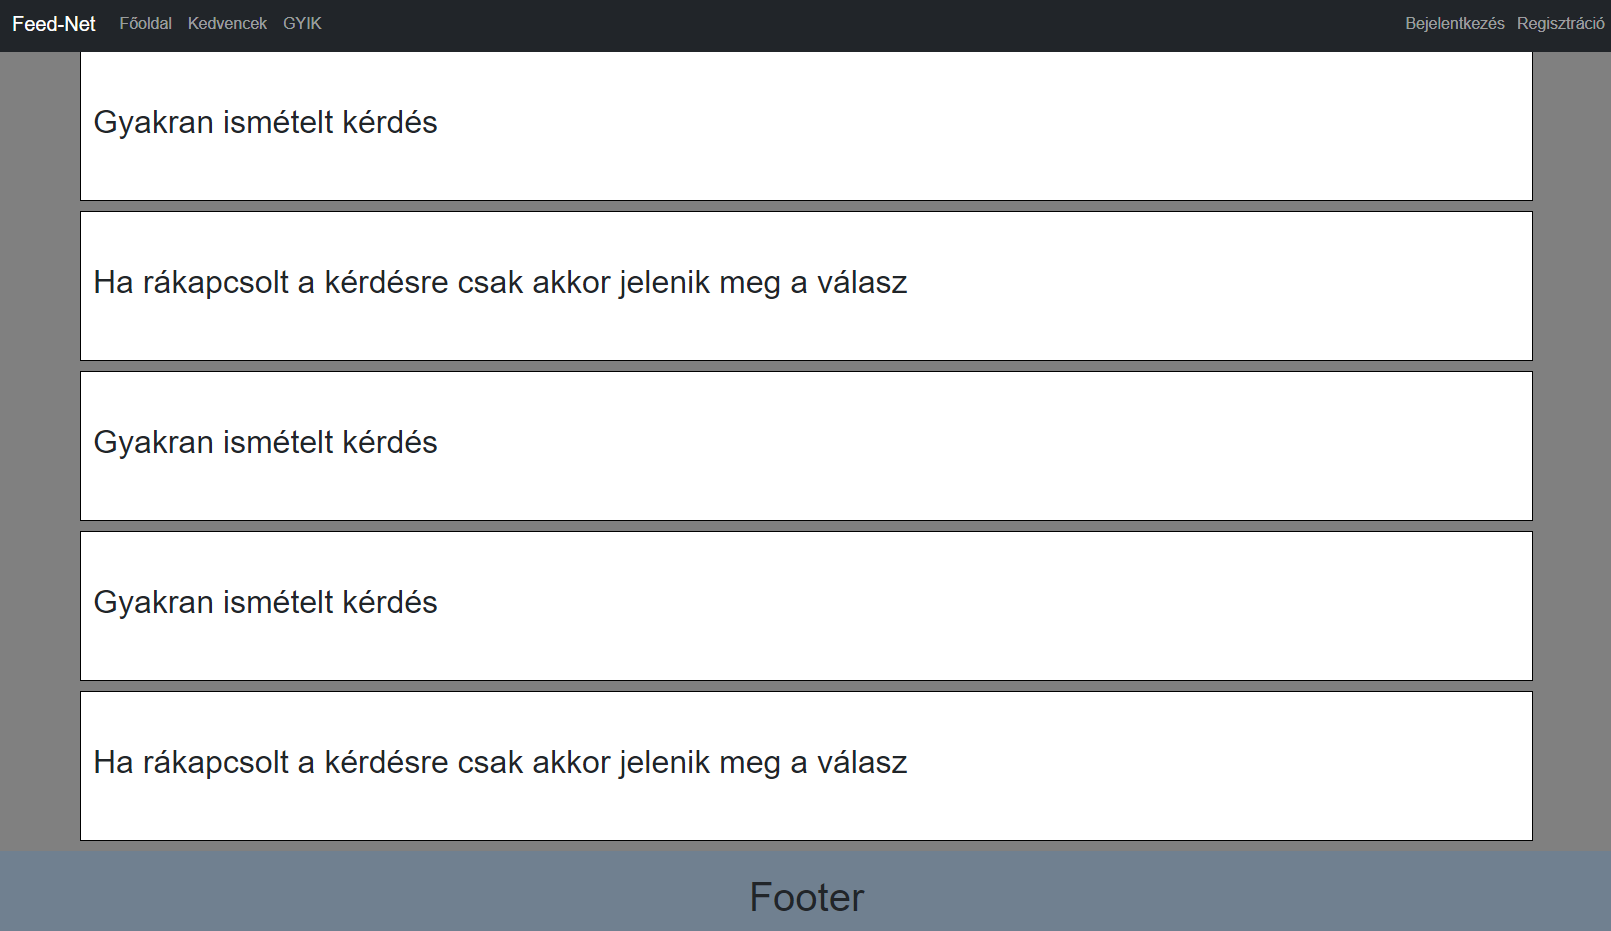 Feed-Net Főoldal Kedvencek GYIK Bejelentkezés Regisztráció
Gyakran ismételt kérdés
Ha rákapcsolt a kérdésre csak akkor jelenik meg a válasz
Gyakran ismételt kérdés
Gyakran ismételt kérdés
Ha rákapcsolt a kérdésre csak akkor jelenik meg a válasz
Footer